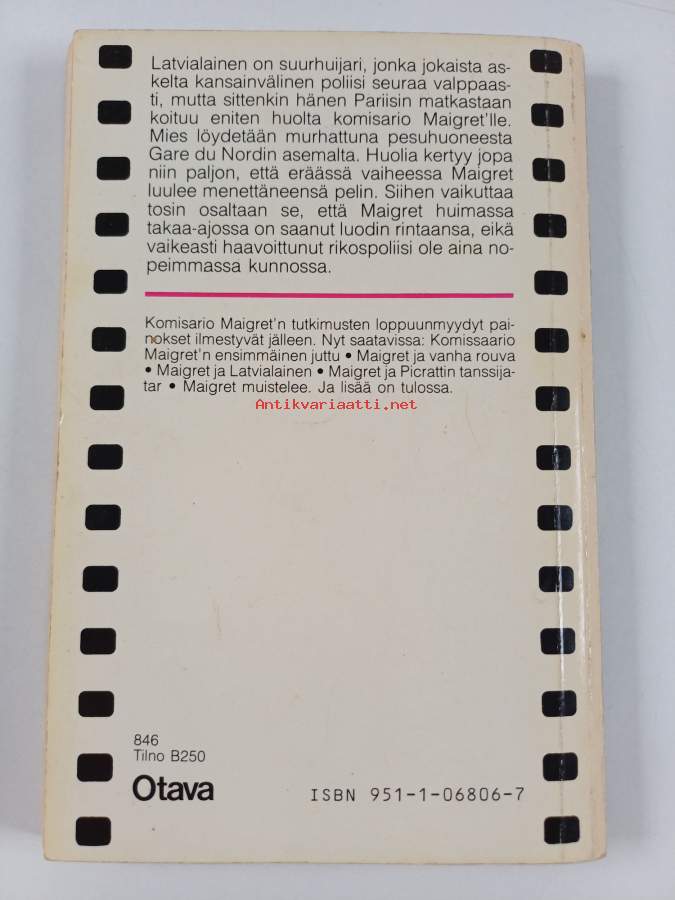 Latvialainen on suurhuijari, jonka jokaista as-
kelta kansainvälinen poliisi seuraa valppaas-
ti, mutta sittenkin hänen Pariisin matkastaan
koituu eniten huolta komisario Maigret'lle.
Mies löydetään murhattuna pesuhuoneesta
Gare du Nordin asemalta. Huolia kertyy jopa
niin paljon, että eräässä vaiheessa Maigret
luulee menettäneensä pelin. Siihen vaikuttaa
tosin osaltaan se, että Maigret huimassa
takaa-ajossa on saanut luodin rintaansa, eikä
vaikeasti haavoittunut rikospoliisi ole aina no-
peimmassa kunnossa.
Komisario Maigret'n tutkimusten loppuunmyydyt pai-
nokset ilmestyvät jälleen. Nyt saatavissa: Komissaario
Maigret'n ensimmäinen juttu • Maigret ja vanha rouva
• Maigret ja Latvialainen • Maigret ja Picrattin tanssija-
tar • Maigret muistelee. Ja lisää on tulossa.
Antikvariaatti.net
846
Tilno B250
Otava
ISBN 951-1-06806-7